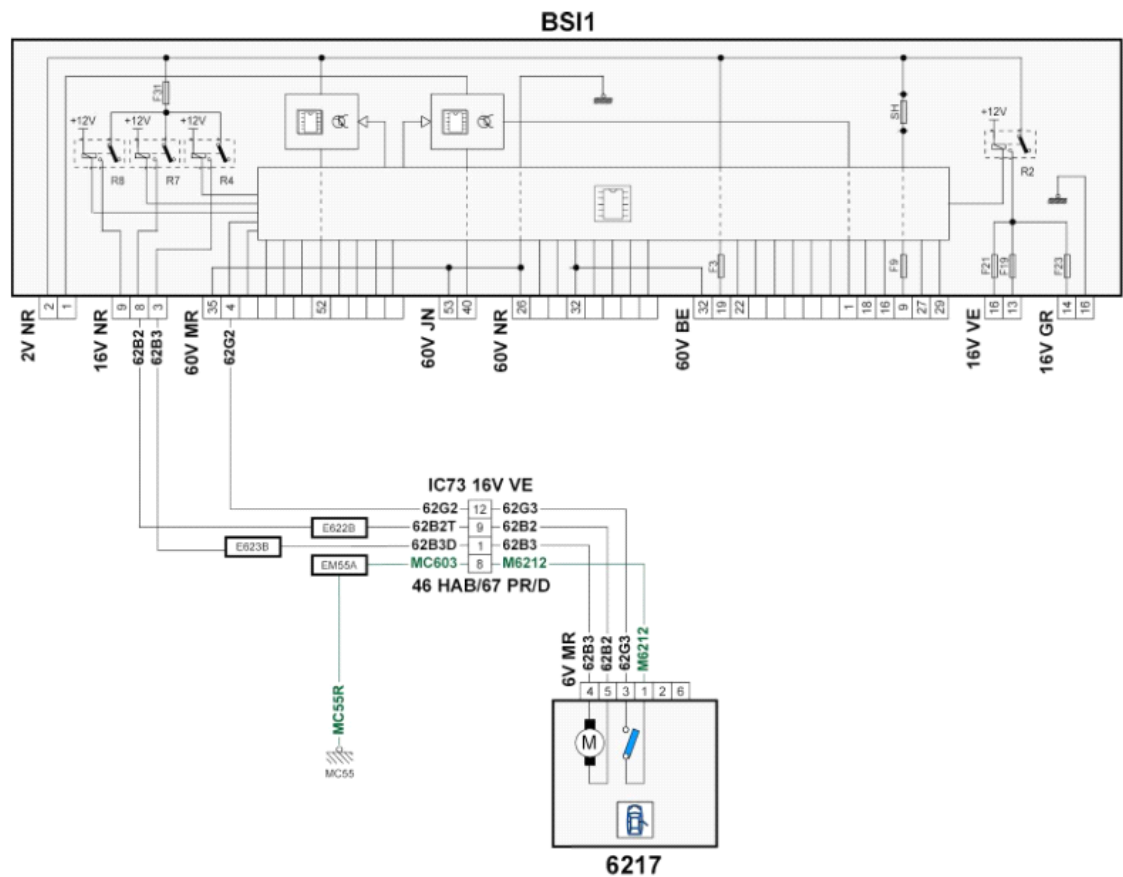 BSI1
F31
SH
+12V +12V +12V +12V
R8 R7 R4 R2
F3 F9 F21 F19 F23
2 1 9 8 3 35 4 52 53 40 26 32 32 19 22 1 18 16 9 27 29 16 13 14 16
2V NR
16V NR
62B2
62B3
60V MR
62G2
60V JN
60V NR
60V BE
16V VE
16V GR
IC73 16V VE
62G2 12 62G3
E622B 62B2T 9 62B2
E623B 62B3D 1 62B3
EM55A MC603 8 M6212
46 HAB/67 PR/D
6V MR
62B3
62B2
62G3
M6212
4 5 3 1 2 6
MC55R
M
MC55
6217